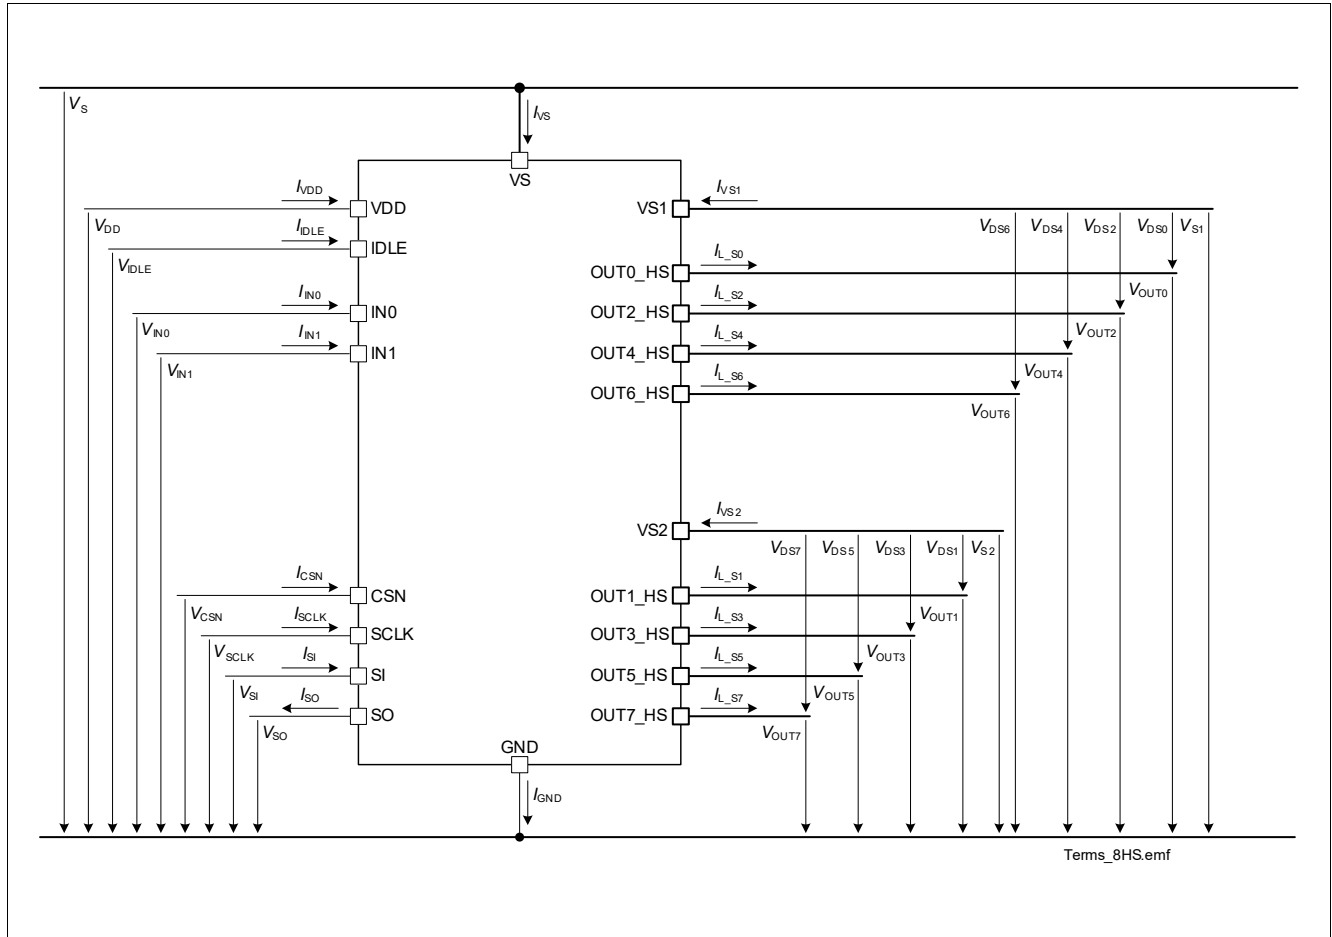 VS
IVS
VS
IVDD
VDD
VS1
IVS1
VDD
IIDLE
IDLE
VDS6
VDS4
VDS2
VDS0
VS1
VIDLE
OUT0_HS
IL_S0
IIN0
IN0
OUT2_HS
IL_S2
VOUT0
VIN0
IIN1
IN1
OUT4_HS
IL_S4
VOUT2
VIN1
OUT6_HS
IL_S6
VOUT4
VOUT6
VS2
IVS2
VDS7
VDS5
VDS3
VDS1
VS2
ICSN
CSN
OUT1_HS
IL_S1
VCSN
ISCLK
SCLK
OUT3_HS
IL_S3
VOUT1
VSCLK
ISI
SI
OUT5_HS
IL_S5
VOUT3
VSI
ISO
SO
OUT7_HS
IL_S7
VOUT5
VSO
VOUT7
GND
IGND
Terms_8HS.emf